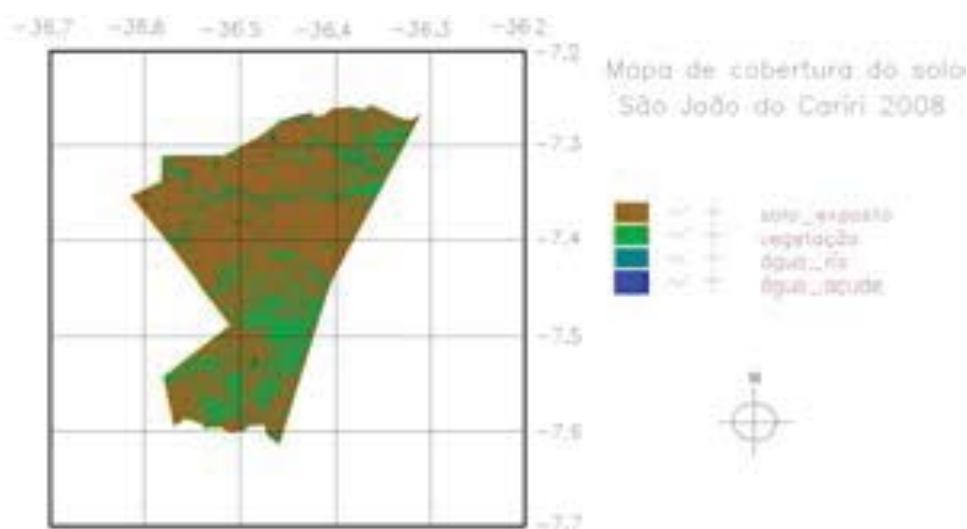 -36.7 -36.6 -36.5 -36.4 -36.3 -36.2
-7.2
Mapa de cobertura do solo
São João do Cariri 2008
-7.3
solo_exposto
vegetação
-7.4
água_rio
água_açude
-7.5
N
-7.6
-7.7